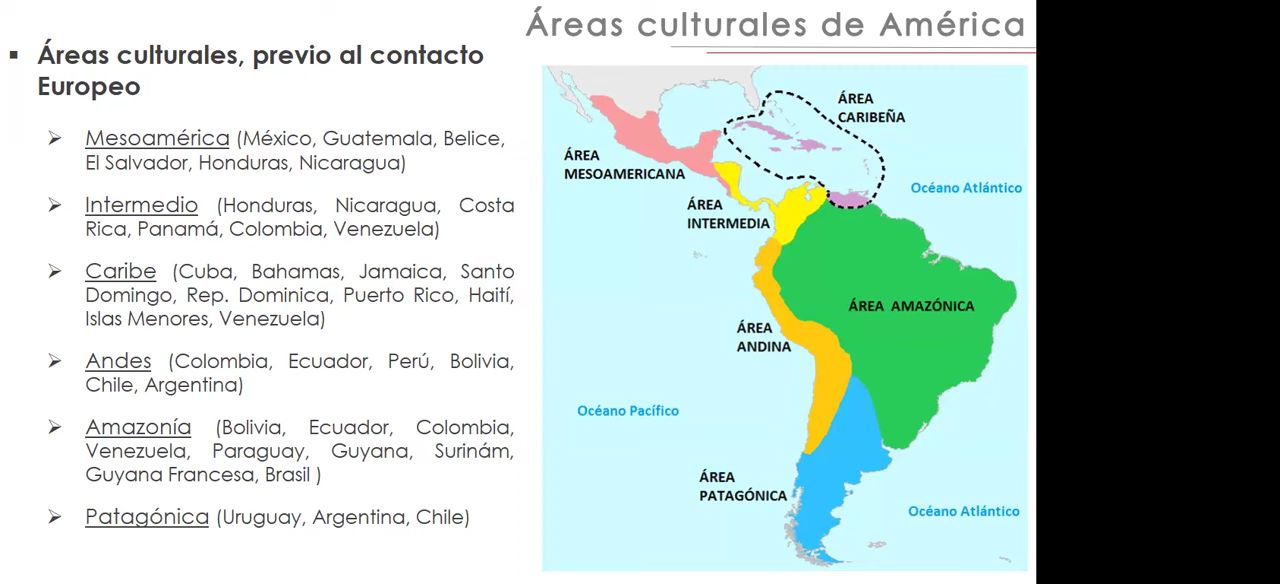 Áreas culturales de América
▪ Áreas culturales, previo al contacto
Europeo
➢ Mesoamérica (México, Guatemala, Belice,
El Salvador, Honduras, Nicaragua)
➢ Intermedio (Honduras, Nicaragua, Costa
Rica, Panamá, Colombia, Venezuela)
➢ Caribe (Cuba, Bahamas, Jamaica, Santo
Domingo, Rep. Dominica, Puerto Rico, Haití,
Islas Menores, Venezuela)
➢ Andes (Colombia, Ecuador, Perú, Bolivia,
Chile, Argentina)
➢ Amazonía (Bolivia, Ecuador, Colombia,
Venezuela, Paraguay, Guyana, Surinám,
Guyana Francesa, Brasil )
➢ Patagónica (Uruguay, Argentina, Chile)
ÁREA
CARIBEÑA
ÁREA
MESOAMERICANA
Océano Atlántico
ÁREA
INTERMEDIA
ÁREA AMAZÓNICA
ÁREA
ANDINA
Océano Pacífico
ÁREA
PATAGÓNICA
Océano Atlántico